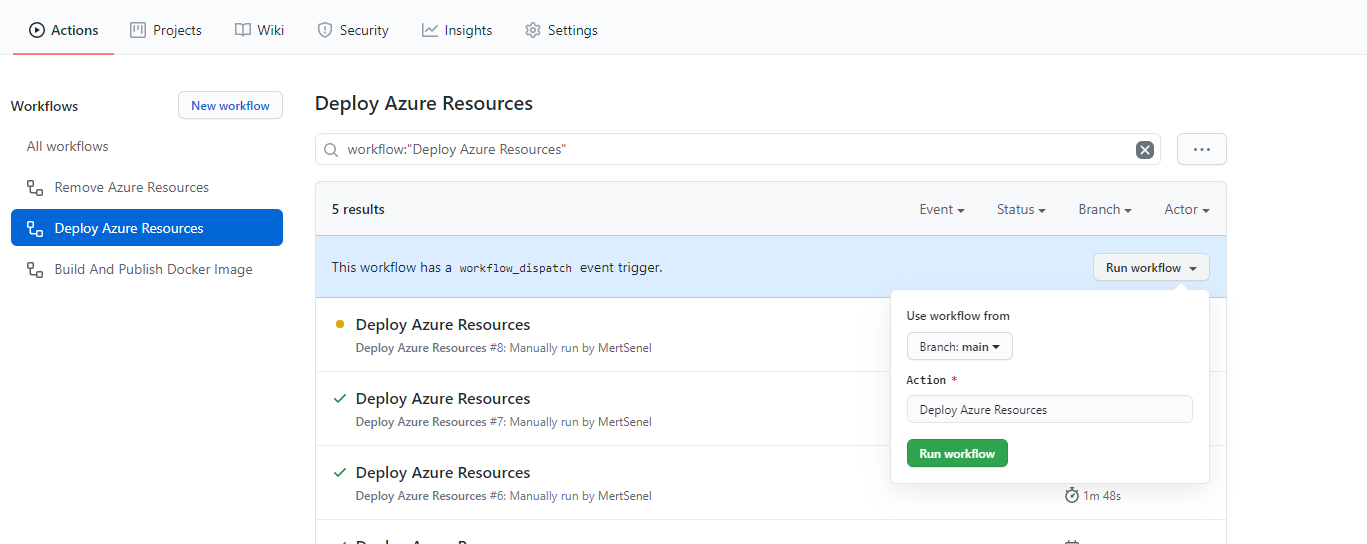 Actions Projects Wiki Security Insights Settings
Workflows
New workflow
All workflows
Remove Azure Resources
Deploy Azure Resources
Build And Publish Docker Image
Deploy Azure Resources
workflow:"Deploy Azure Resources"
5 results
Event Status Branch Actor
This workflow has a workflow_dispatch event trigger.
Run workflow
Use workflow from
Branch: main
Action *
Deploy Azure Resources
Run workflow
Deploy Azure Resources
Deploy Azure Resources #8: Manually run by MertSenel
Deploy Azure Resources
Deploy Azure Resources #7: Manually run by MertSenel
Deploy Azure Resources
Deploy Azure Resources #6: Manually run by MertSenel
1m 48s